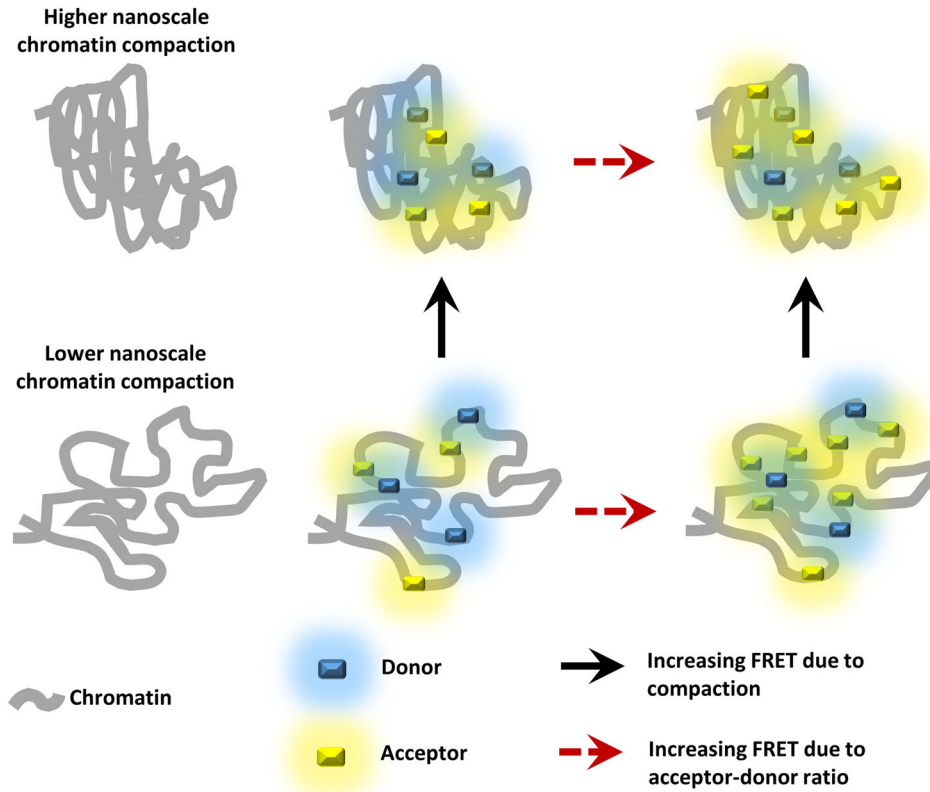 Higher nanoscale
chromatin compaction
Lower nanoscale
chromatin compaction
Donor
Increasing FRET due to
compaction
Chromatin
Acceptor
Increasing FRET due to
acceptor-donor ratio